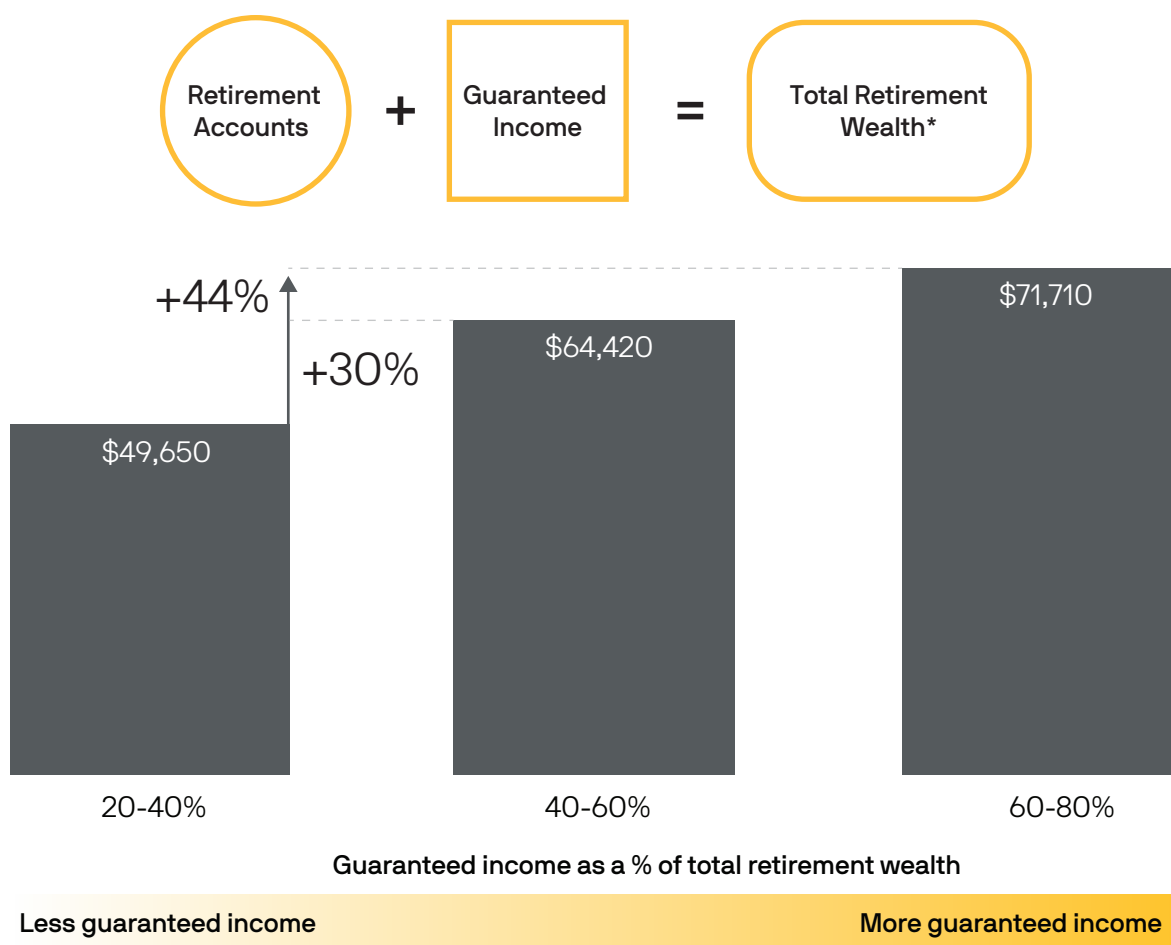 Retirement
Accounts
+
Guaranteed
Income
=
Total Retirement
Wealth*
+44%
+30%
$49,650
$64,420
$71,710
20-40%
40-60%
60-80%
Guaranteed income as a % of total retirement wealth
Less guaranteed income
More guaranteed income